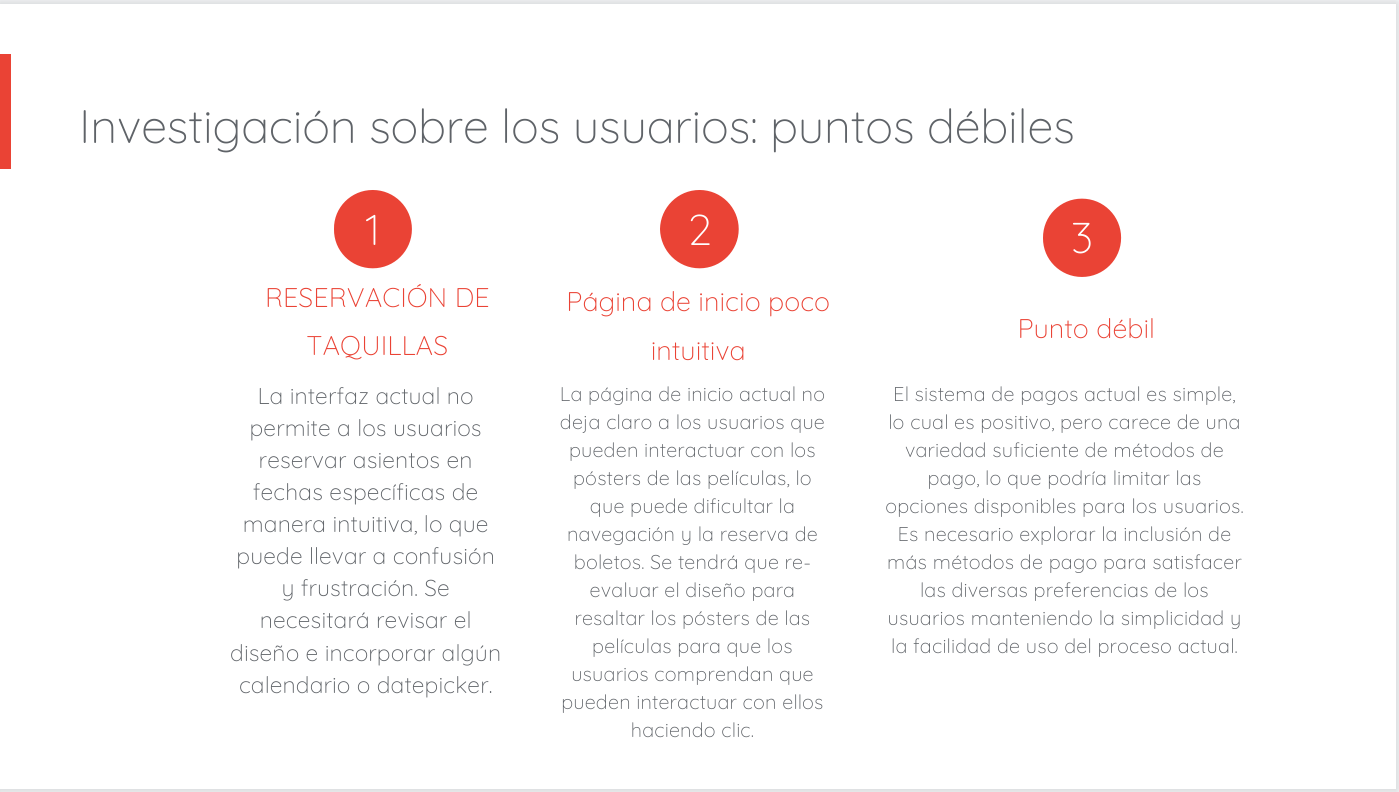 Investigación sobre los usuarios: puntos débiles
1
RESERVACIÓN DE
TAQUILLAS
La interfaz actual no
permite a los usuarios
reservar asientos en
fechas específicas de
manera intuitiva, lo que
puede llevar a confusión
y frustración. Se
necesitará revisar el
diseño e incorporar algún
calendario o datepicker.
2
Página de inicio poco
intuitiva
La página de inicio actual no
deja claro a los usuarios que
pueden interactuar con los
pósters de las películas, lo
que puede dificultar la
navegación y la reserva de
boletos. Se tendrá que re-
evaluar el diseño para
resaltar los pósters de las
películas para que los
usuarios comprendan que
pueden interactuar con ellos
haciendo clic.
3
Punto débil
El sistema de pagos actual es simple,
lo cual es positivo, pero carece de una
variedad suficiente de métodos de
pago, lo que podría limitar las
opciones disponibles para los usuarios.
Es necesario explorar la inclusión de
más métodos de pago para satisfacer
las diversas preferencias de los
usuarios manteniendo la simplicidad y
la facilidad de uso del proceso actual.